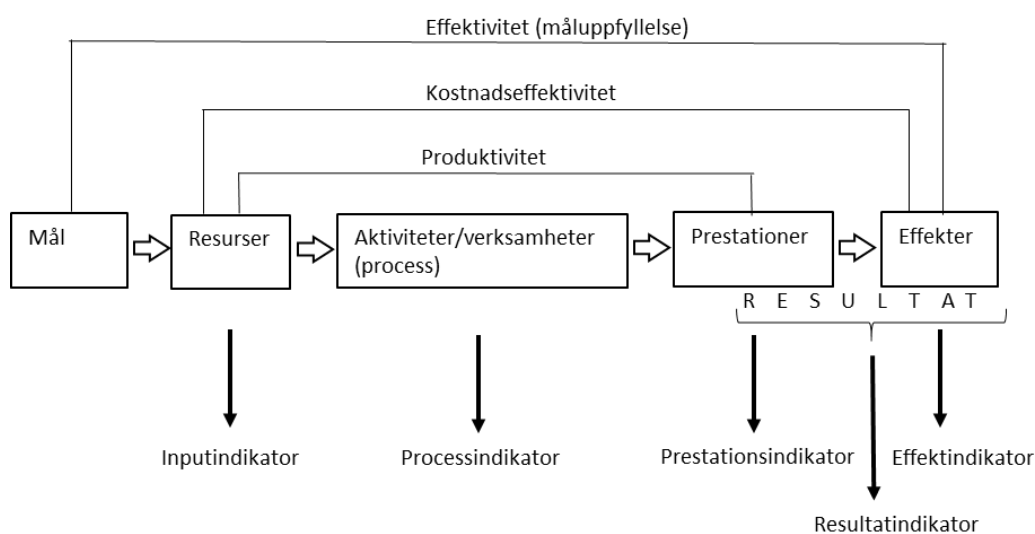 Effektivitet (måluppfyllelse)
Kostnadseffektivitet
Produktivitet
Mål
Resurser
Aktiviteter/verksamheter
(process)
Prestationer
Effekter
R E S U L T A T
Inputindikator
Processindikator
Prestationsindikator
Effektindikator
Resultatindikator